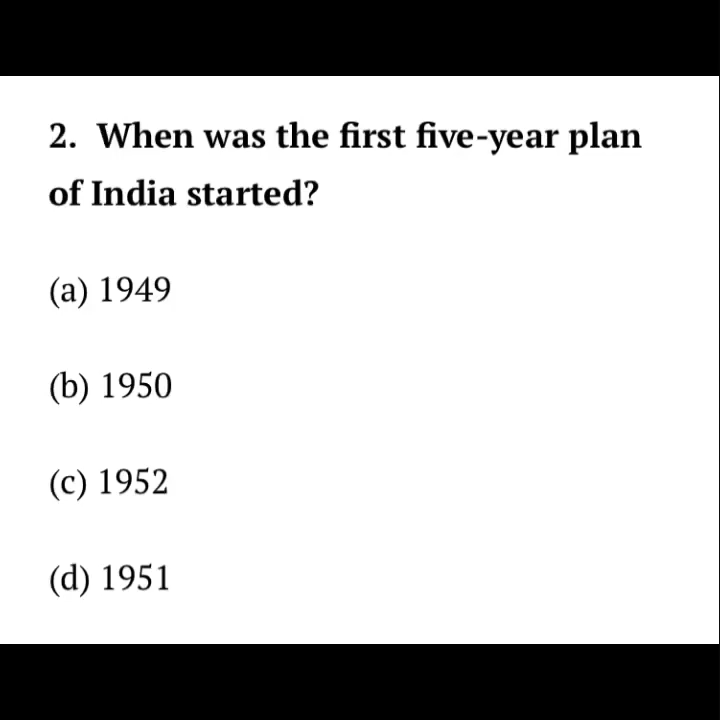 2. When was the first five-year plan
of India started?
(a) 1949
(b) 1950
(c) 1952
(d) 1951